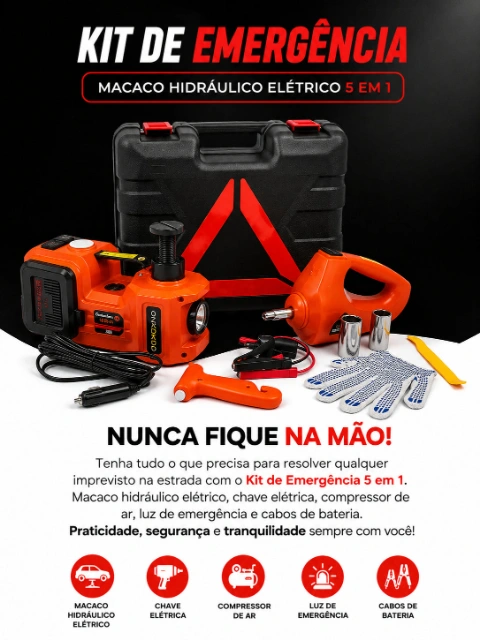 KIT DE EMERGÊNCIA
MACACO HIDRÁULICO ELÉTRICO 5 EM 1
NUNCA FIQUE NA MÃO!
Tenha tudo o que precisa para resolver qualquer
imprevisto na estrada com o Kit de Emergência 5 em 1.
Macaco hidráulico elétrico, chave elétrica, compressor de
ar, luz de emergência e cabos de bateria.
Praticidade, segurança e tranquilidade sempre com você!
MACACO
HIDRÁULICO
ELÉTRICO
CHAVE
ELÉTRICA
COMPRESSOR
DE AR
LUZ DE
EMERGÊNCIA
CABOS DE
BATERIA